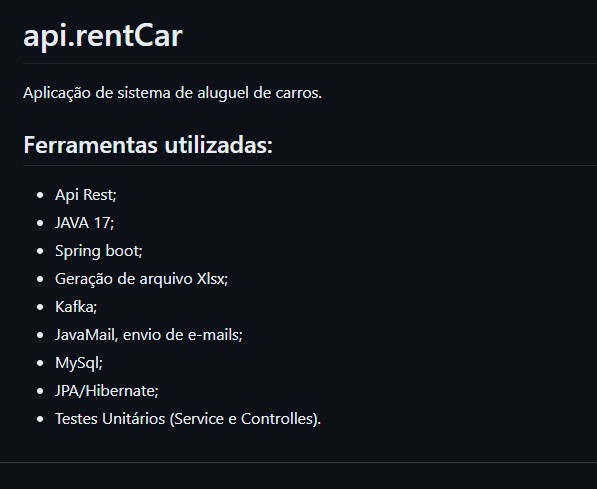 api.rentCar
Aplicação de sistema de aluguel de carros.
Ferramentas utilizadas:
Api Rest;
JAVA 17;
Spring boot;
Geração de arquivo Xlsx;
Kafka;
JavaMail, envio de e-mails;
MySql;
JPA/Hibernate;
Testes Unitários (Service e Controlles).